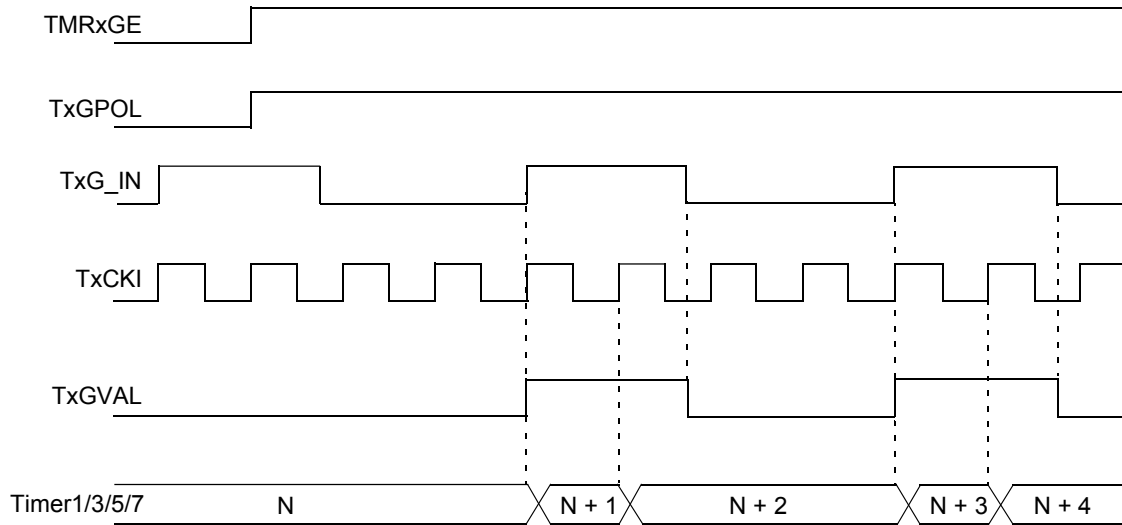 TMRxGE
TxGPOL
TxG_IN
TxCKI
TxGVAL
Timer1/3/5/7 N N + 1 N + 2 N + 3 N + 4